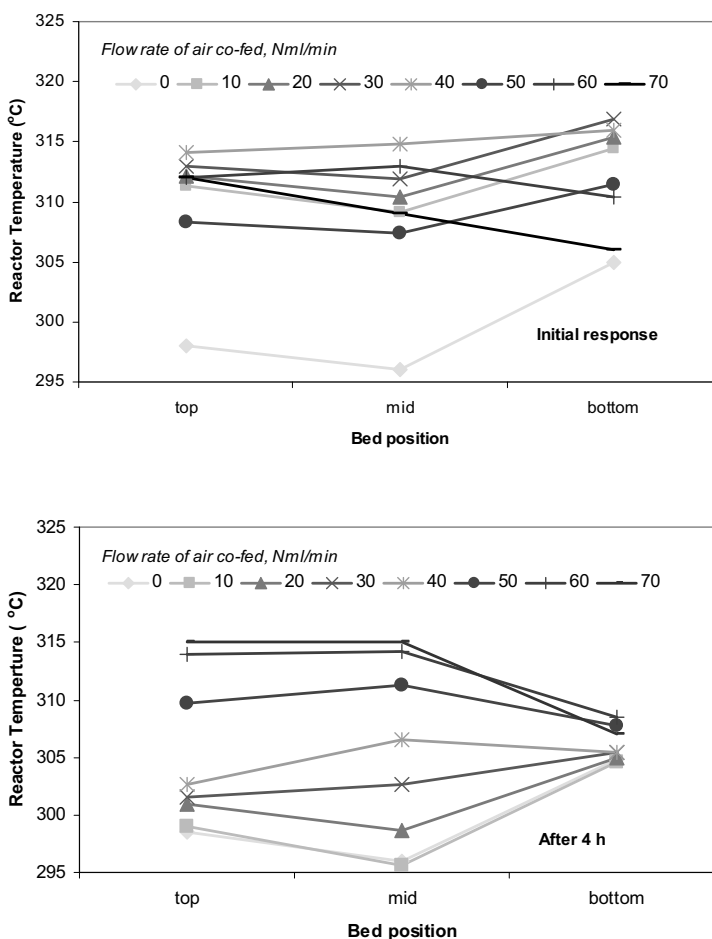 325
Flow rate of air co-fed, Nml/min
320
0 10 20 30 40 50 60 70
315
310
305
300
Initial response
295
top mid bottom
Bed position
Reactor Temperature (°C)
325
Flow rate of air co-fed, Nml/min
320
0 10 20 30 40 50 60 70
315
310
305
300
After 4 h
295
top mid bottom
Bed position
Reactor Temperture ( °C)